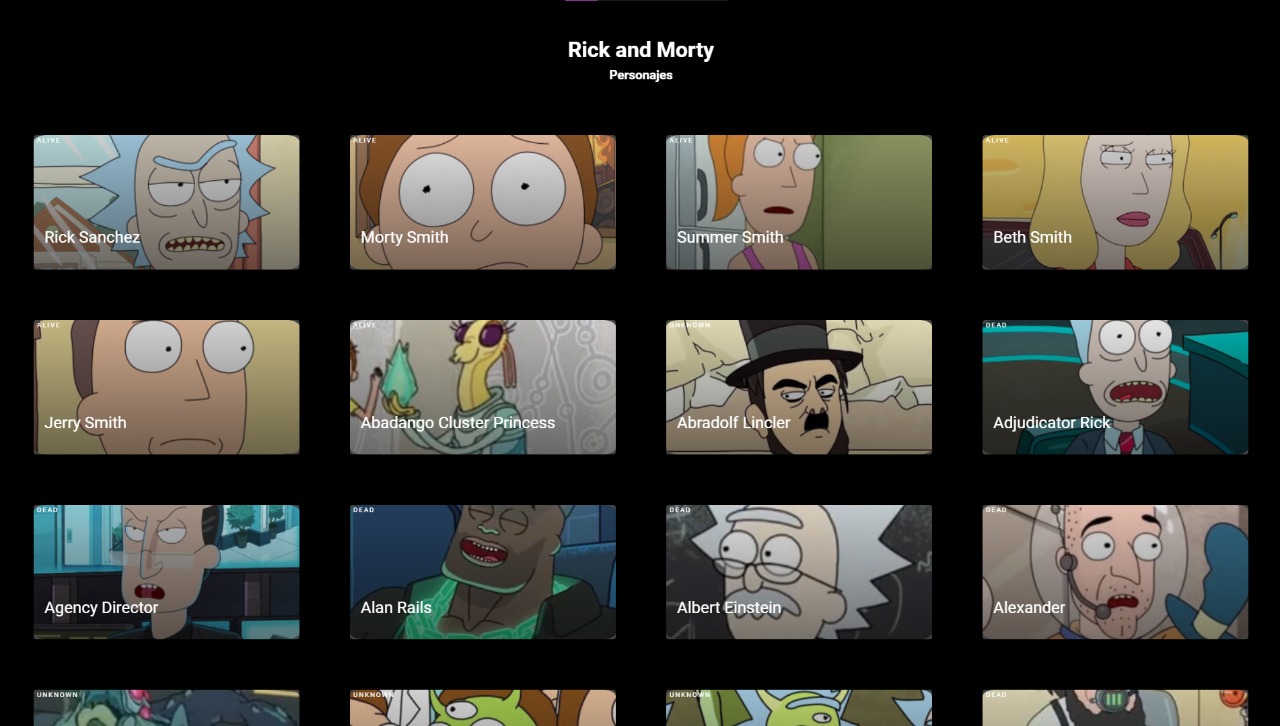 Rick and Morty
Personajes
ALIVE
Rick Sanchez
ALIVE
Morty Smith
ALIVE
Summer Smith
ALIVE
Beth Smith
ALIVE
Jerry Smith
ALIVE
Abadango Cluster Princess
UNKNOWN
Abradolf Lincler
DEAD
Adjudicator Rick
DEAD
Agency Director
DEAD
Alan Rails
DEAD
Albert Einstein
DEAD
Alexander
UNKNOWN
UNKNOWN
UNKNOWN
DEAD